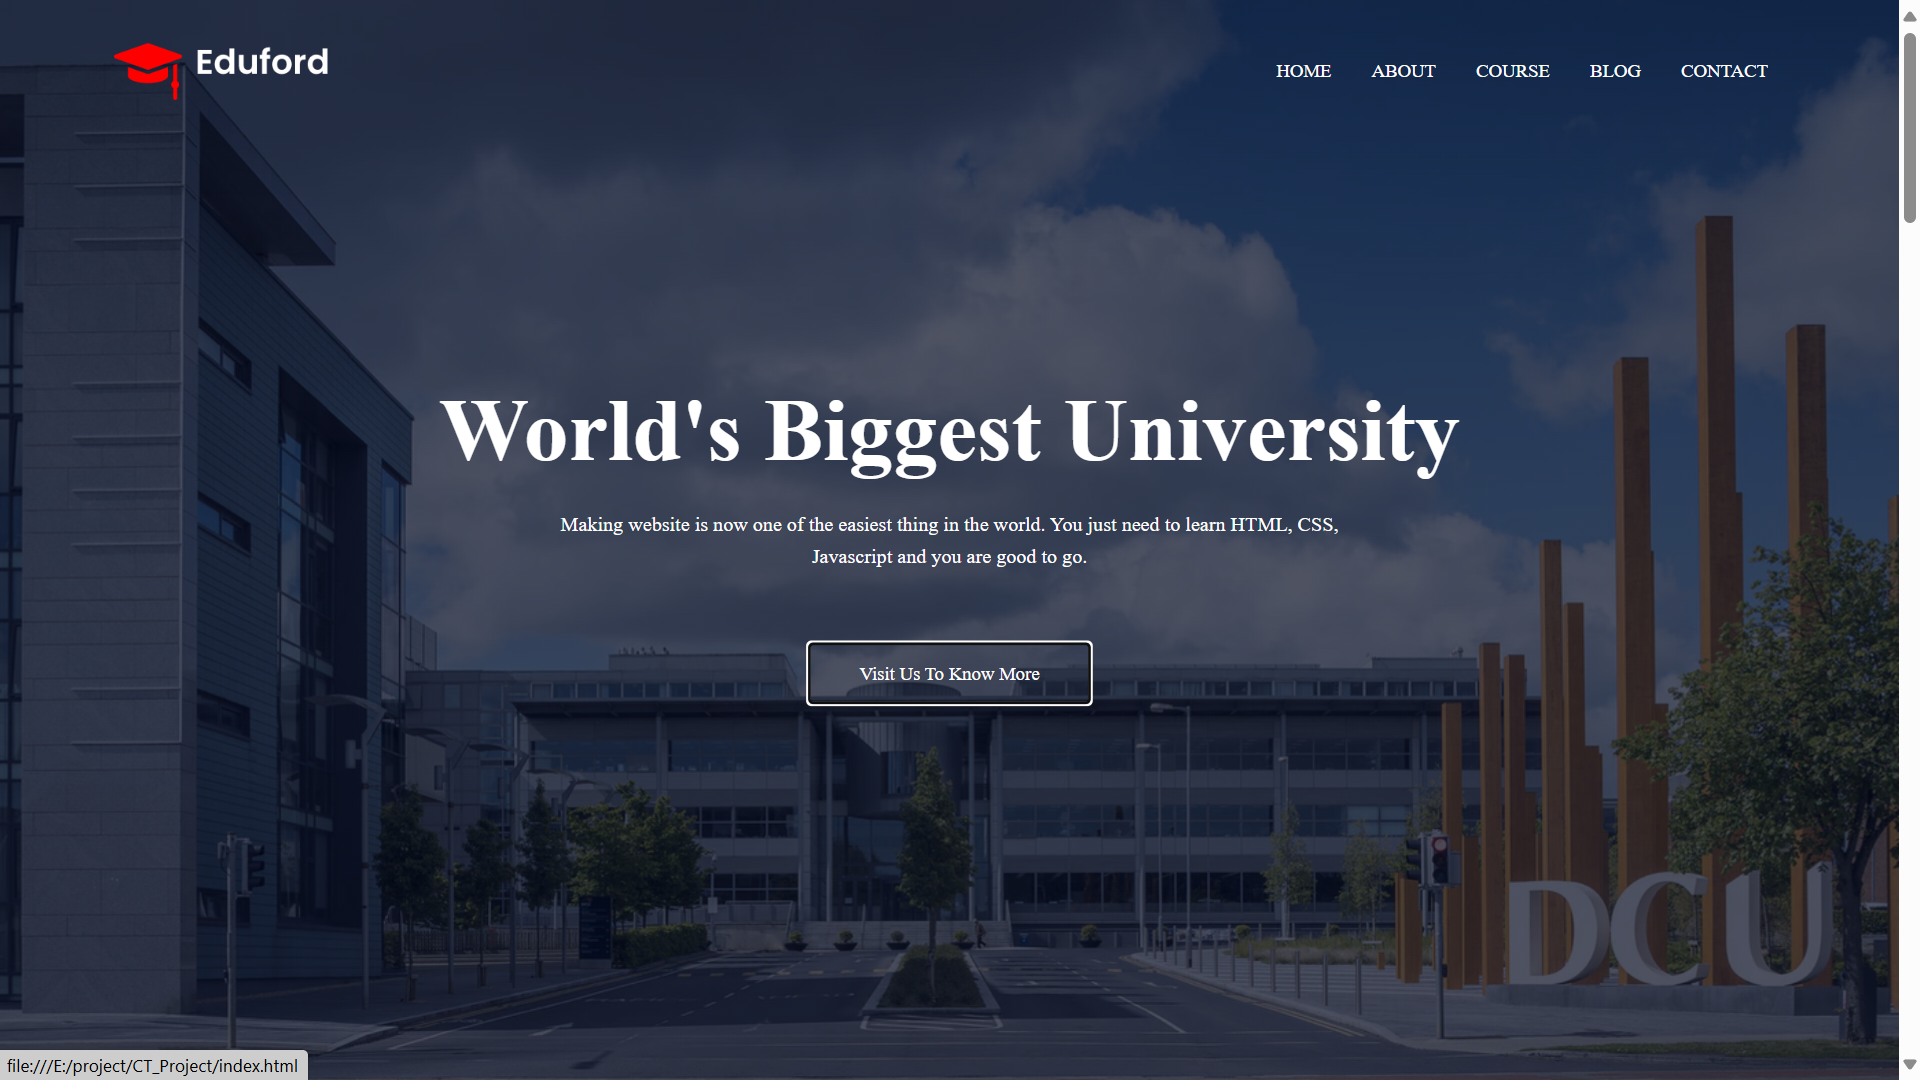 Eduford
HOME ABOUT COURSE BLOG CONTACT
World's Biggest University
Making website is now one of the easiest thing in the world. You just need to learn HTML, CSS,
Javascript and you are good to go.
Visit Us To Know More
DCU
file:///E:/project/CT_Project/index.html